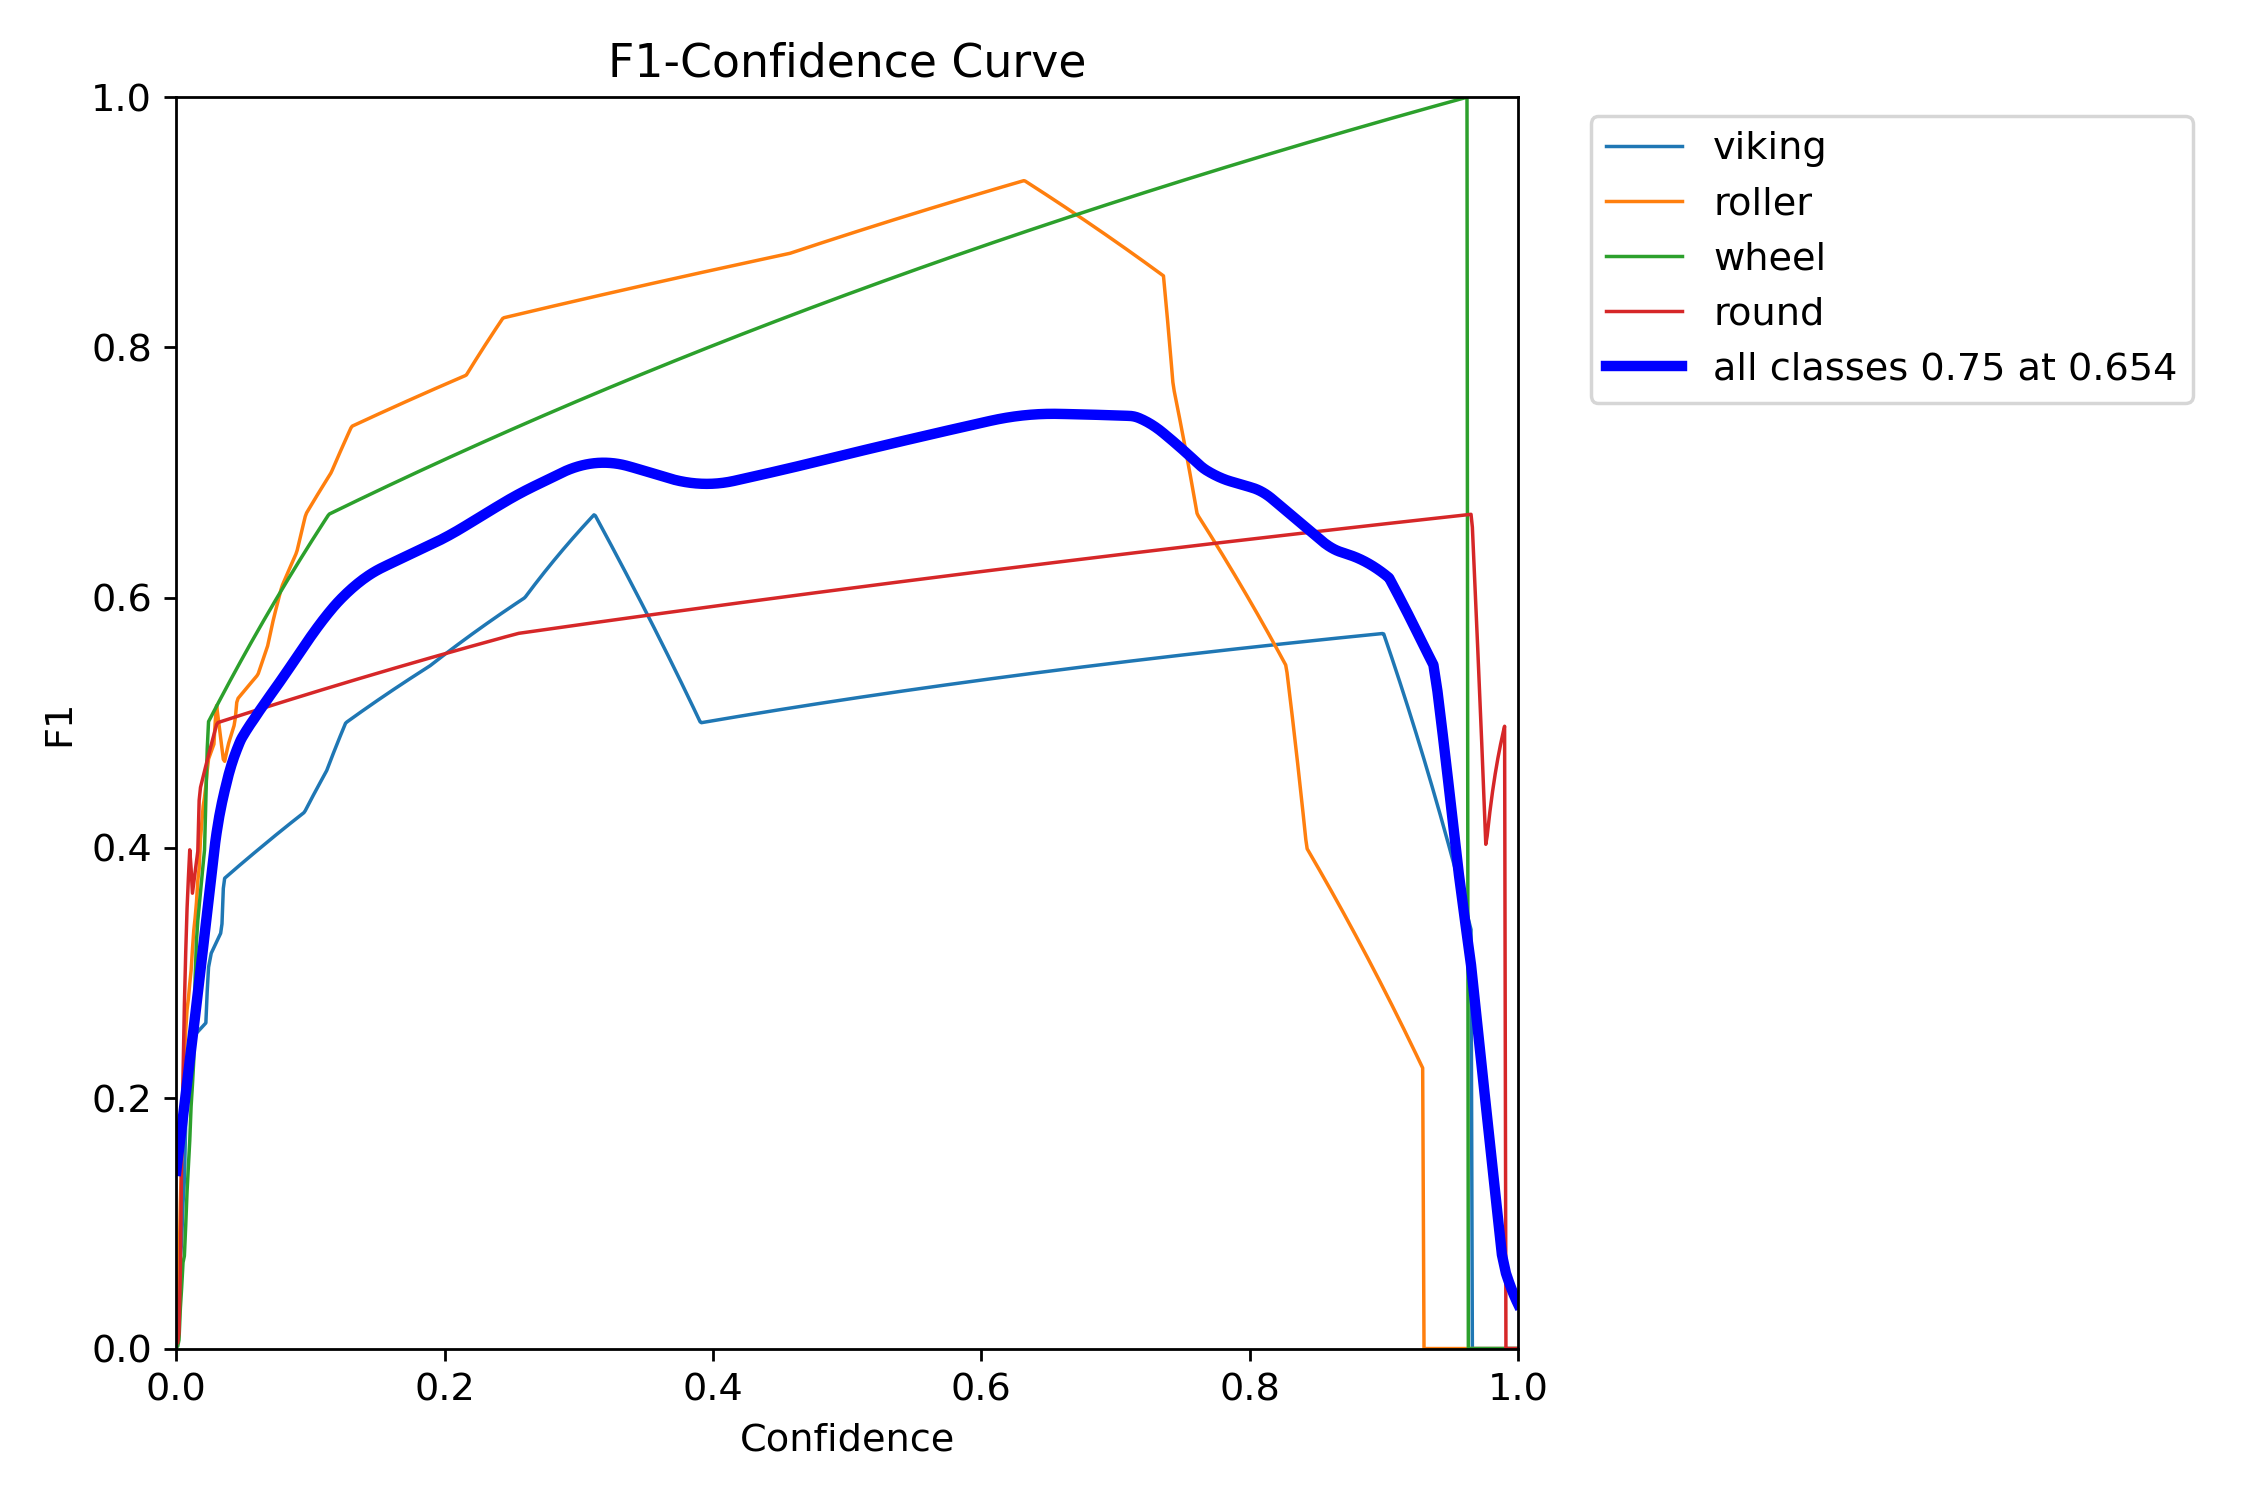 F1-Confidence Curve
1.0
0.8
0.6
0.4
0.2
0.0
F1
0.0 0.2 0.4 0.6 0.8 1.0
Confidence
viking
roller
wheel
round
all classes 0.75 at 0.654